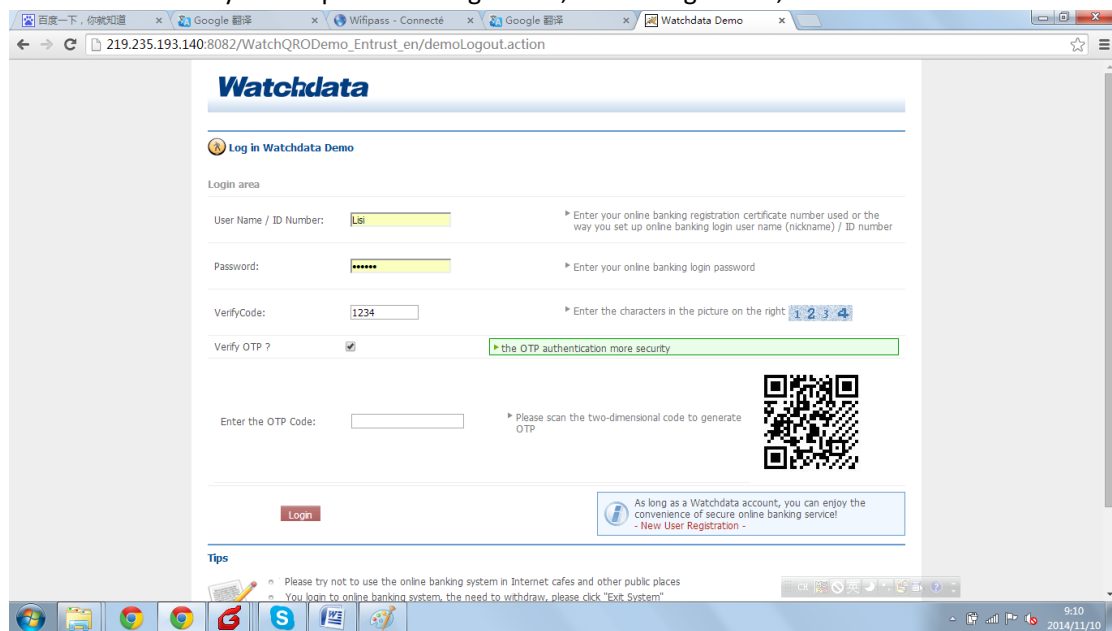 百度一下，你就知道
Google 翻译
Wifipass - Connecté
Google 翻译
Watchdata Demo
219.235.193.140:8082/WatchQRODemo_Entrust_en/demoLogout.action
Watchdata
Log in Watchdata Demo
Login area
User Name / ID Number:
Lisi
Enter your online banking registration certificate number used or the
way you set up online banking login user name (nickname) / ID number
Password:
••••••
Enter your online banking login password
VerifyCode:
1234
Enter the characters in the picture on the right
1 2 3 4
Verify OTP ?
the OTP authentication more security
Enter the OTP Code:
Please scan the two-dimensional code to generate
OTP
Login
As long as a Watchdata account, you can enjoy the
convenience of secure online banking service!
- New User Registration -
Tips
Please try not to use the online banking system in Internet cafes and other public places
You login to online banking system, the need to withdraw, please click "Exit System"
CH
英
9:10
2014/11/10